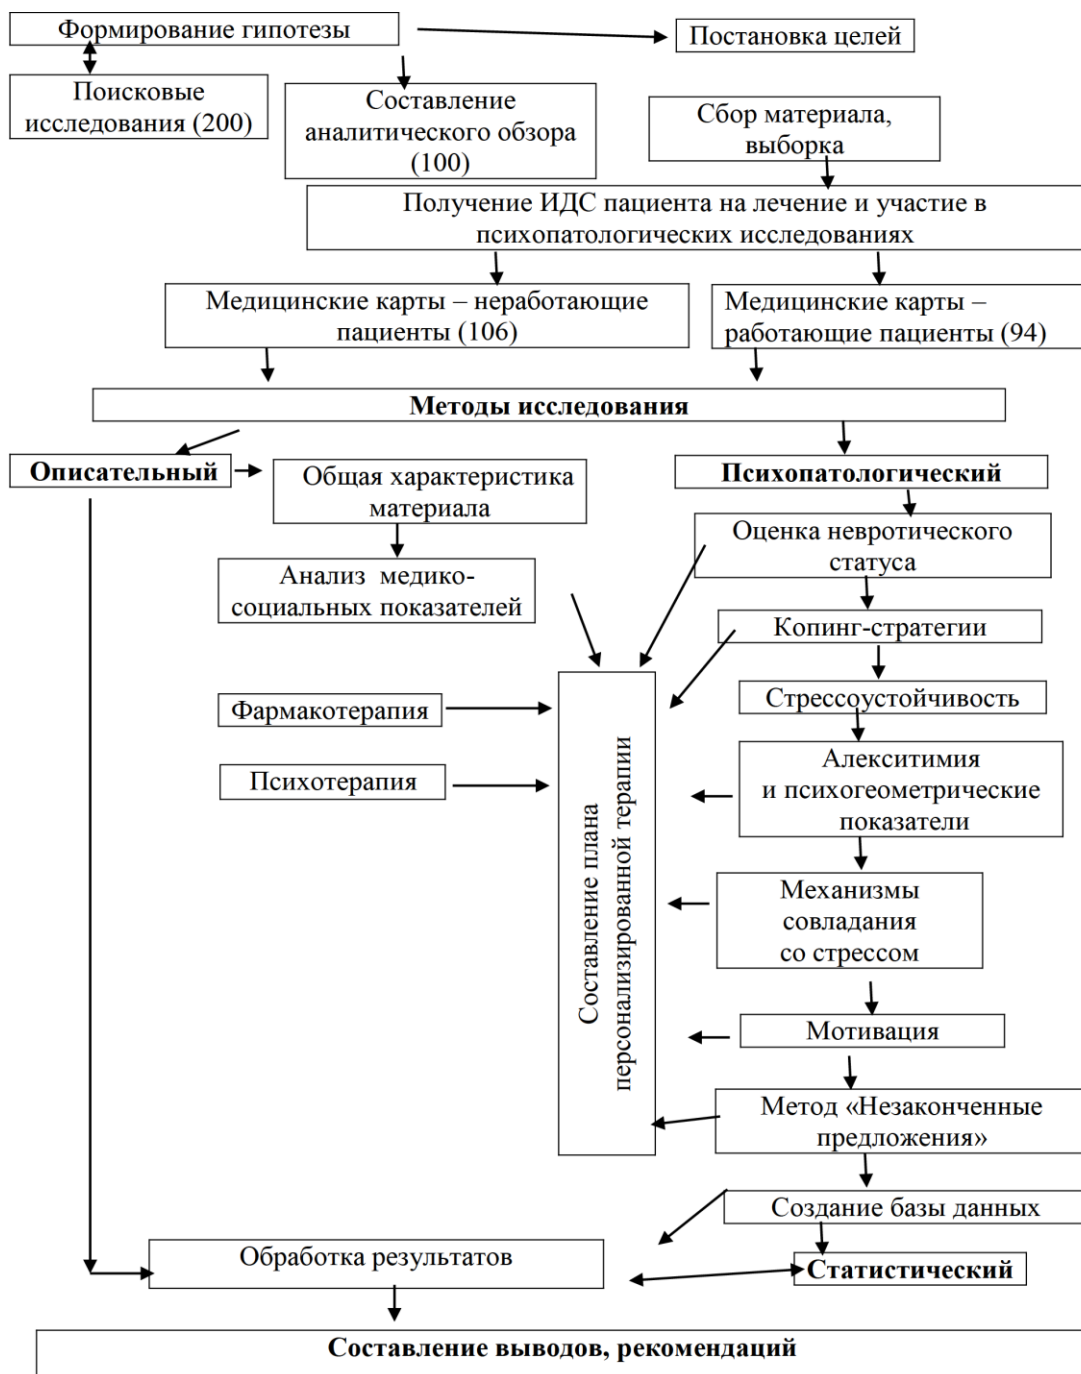 Формирование гипотезы
Постановка целей
Поисковые
исследования (200)
Составление
аналитического обзора
(100)
Сбор материала,
выборка
Получение ИДС пациента на лечение и участие в
психопатологических исследованиях
Медицинские карты – неработающие
пациенты (106)
Медицинские карты –
работающие пациенты (94)
Методы исследования
Описательный
Общая характеристика
материала
Психопатологический
Анализ медико-
социальных показателей
Оценка невротического
статуса
Копинг-стратегии
Стрессоустойчивость
Фармакотерапия
Психотерапия
Составление плана
персонализированной терапии
Алекситимия
и психогеометрические
показатели
Механизмы
совладания
со стрессом
Мотивация
Метод «Незаконченные
предложения»
Создание базы данных
Обработка результатов
Статистический
Составление выводов, рекомендаций